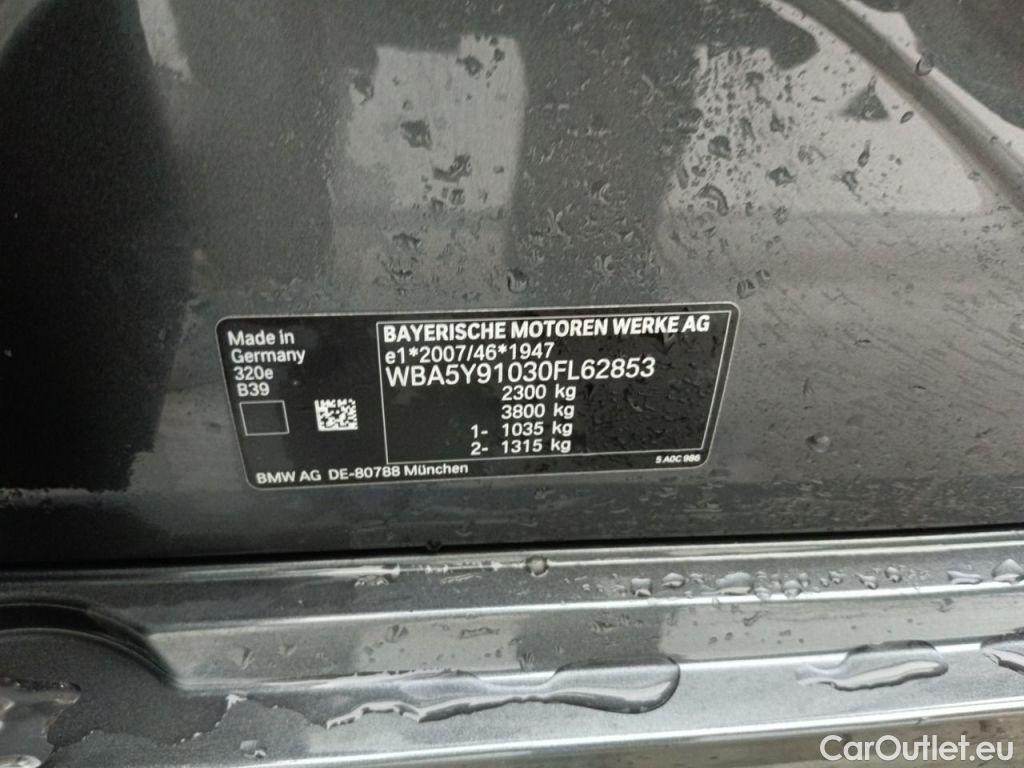 Made in
Germany
320e
B39
BAYERISCHE MOTOREN WERKE AG
e1*2007/46*1947
WBA5Y91030FL62853
2300 kg
3800 kg
1- 1035 kg
2- 1315 kg
5 A0C 986
BMW AG DE-80788 München
CarOutlet.eu